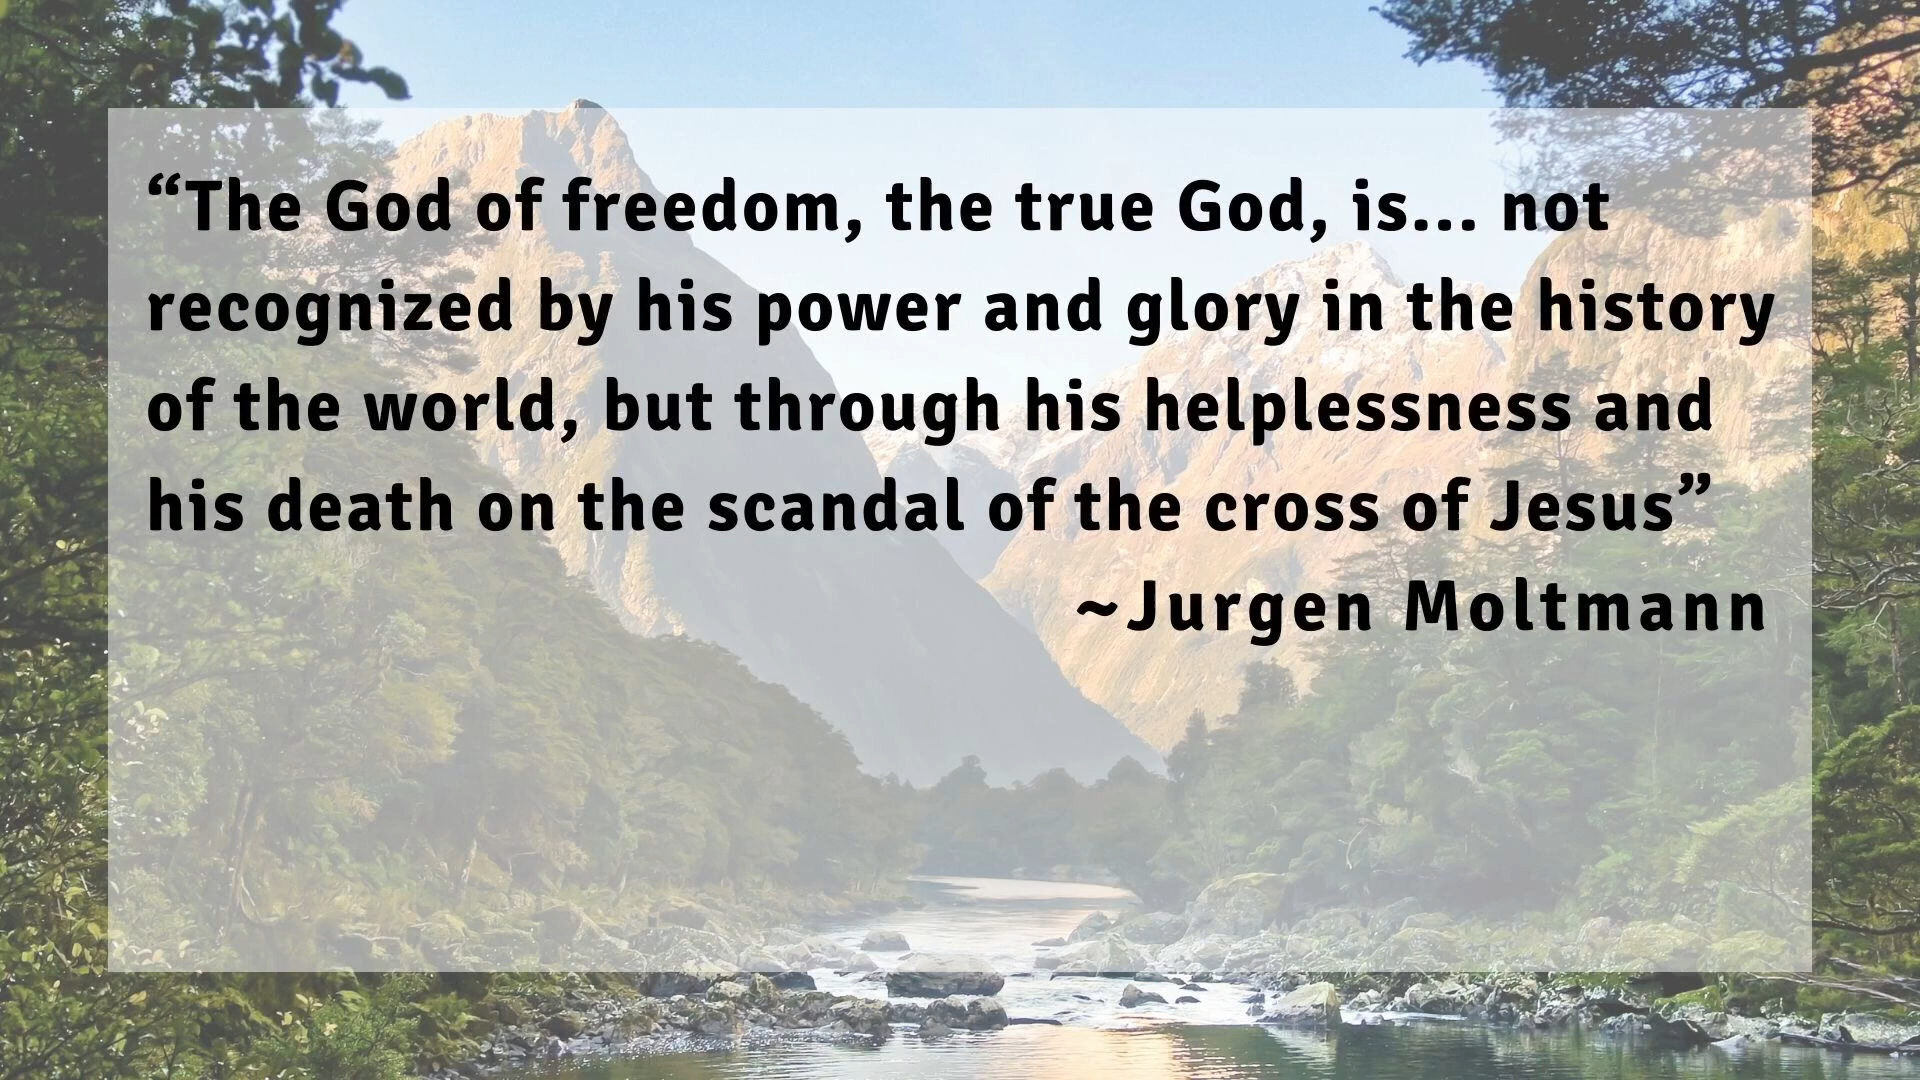 “The God of freedom, the true God, is... not
recognized by his power and glory in the history
of the world, but through his helplessness and
his death on the scandal of the cross of Jesus”
~Jurgen Moltmann